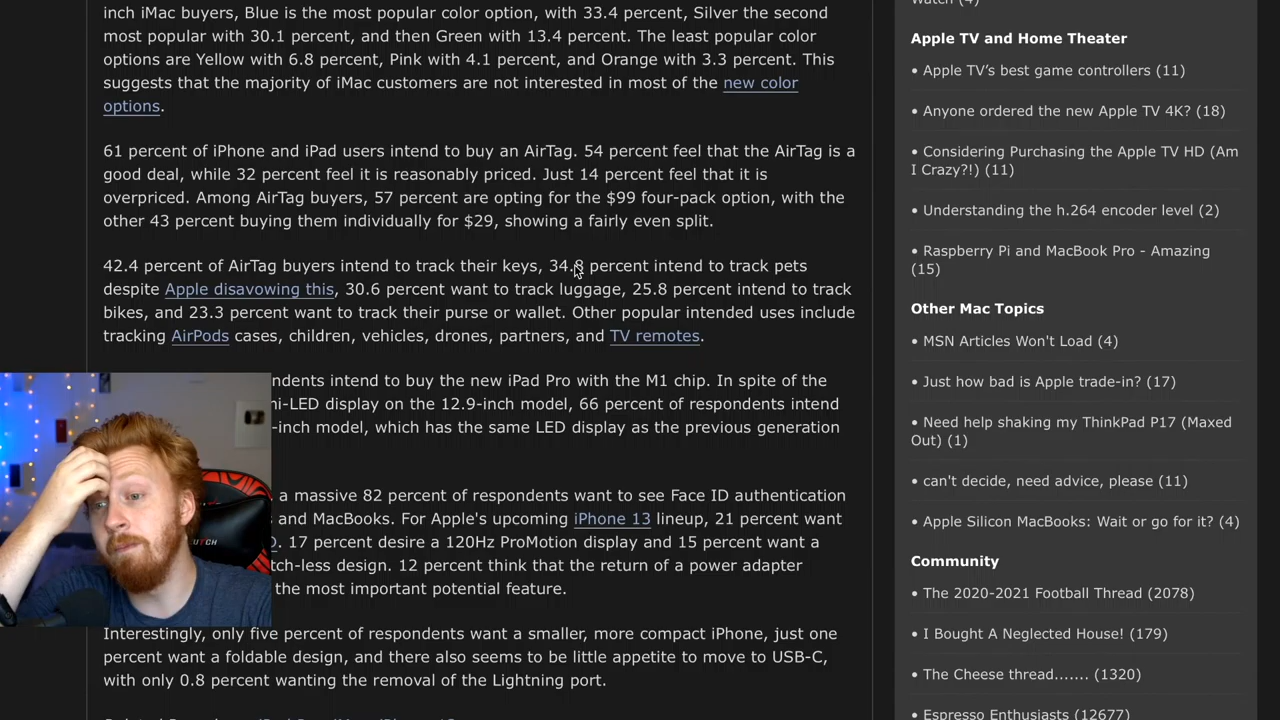 inch iMac buyers, Blue is the most popular color option, with 33.4 percent, Silver the second
most popular with 30.1 percent, and then Green with 13.4 percent. The least popular color
options are Yellow with 6.8 percent, Pink with 4.1 percent, and Orange with 3.3 percent. This
suggests that the majority of iMac customers are not interested in most of the new color
options.
61 percent of iPhone and iPad users intend to buy an AirTag. 54 percent feel that the AirTag is a
good deal, while 32 percent feel it is reasonably priced. Just 14 percent feel that it is
overpriced. Among AirTag buyers, 57 percent are opting for the $99 four-pack option, with the
other 43 percent buying them individually for $29, showing a fairly even split.
42.4 percent of AirTag buyers intend to track their keys, 34.8 percent intend to track pets
despite Apple disavowing this, 30.6 percent want to track luggage, 25.8 percent intend to track
bikes, and 23.3 percent want to track their purse or wallet. Other popular intended uses include
tracking AirPods cases, children, vehicles, drones, partners, and TV remotes.
ndents intend to buy the new iPad Pro with the M1 chip. In spite of the
ni-LED display on the 12.9-inch model, 66 percent of respondents intend
-inch model, which has the same LED display as the previous generation
a massive 82 percent of respondents want to see Face ID authentication
and MacBooks. For Apple's upcoming iPhone 13 lineup, 21 percent want
. 17 percent desire a 120Hz ProMotion display and 15 percent want a
tch-less design. 12 percent think that the return of a power adapter
the most important potential feature.
Interestingly, only five percent of respondents want a smaller, more compact iPhone, just one
percent want a foldable design, and there also seems to be little appetite to move to USB-C,
with only 0.8 percent wanting the removal of the Lightning port.
Watch (4)
Apple TV and Home Theater
• Apple TV's best game controllers (11)
• Anyone ordered the new Apple TV 4K? (18)
• Considering Purchasing the Apple TV HD (Am
I Crazy?!) (11)
• Understanding the h.264 encoder level (2)
• Raspberry Pi and MacBook Pro - Amazing
(15)
Other Mac Topics
• MSN Articles Won't Load (4)
• Just how bad is Apple trade-in? (17)
• Need help shaking my ThinkPad P17 (Maxed
Out) (1)
• can't decide, need advice, please (11)
• Apple Silicon MacBooks: Wait or go for it? (4)
Community
• The 2020-2021 Football Thread (2078)
• I Bought A Neglected House! (179)
• The Cheese thread....... (1320)
• Espresso Enthusiasts (12677)